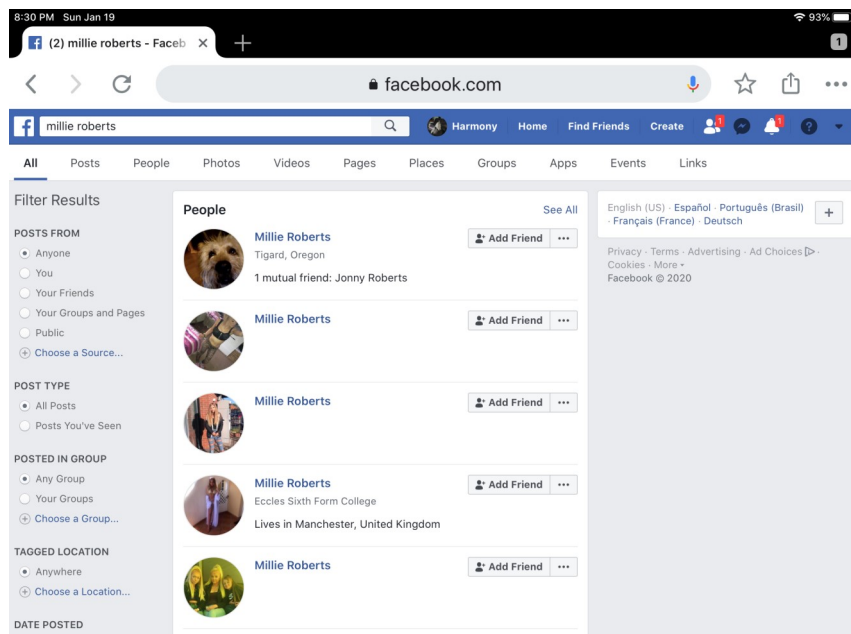 8:30 PM Sun Jan 19
93%
(2) millie roberts - Faceb
1
facebook.com
millie roberts
Harmony Home Find Friends Create 1 1
All Posts People Photos Videos Pages Places Groups Apps Events Links
Filter Results
POSTS FROM
Anyone
You
Your Friends
Your Groups and Pages
Public
Choose a Source...
POST TYPE
All Posts
Posts You've Seen
POSTED IN GROUP
Any Group
Your Groups
Choose a Group...
TAGGED LOCATION
Anywhere
Choose a Location...
DATE POSTED
People See All
Millie Roberts
Add Friend
Tigard, Oregon
1 mutual friend: Jonny Roberts
Millie Roberts
Add Friend
Millie Roberts
Add Friend
Millie Roberts
Add Friend
Eccles Sixth Form College
Lives in Manchester, United Kingdom
Millie Roberts
Add Friend
English (US) · Español · Português (Brasil)
· Français (France) · Deutsch
Privacy · Terms · Advertising · Ad Choices ·
Cookies · More
Facebook © 2020